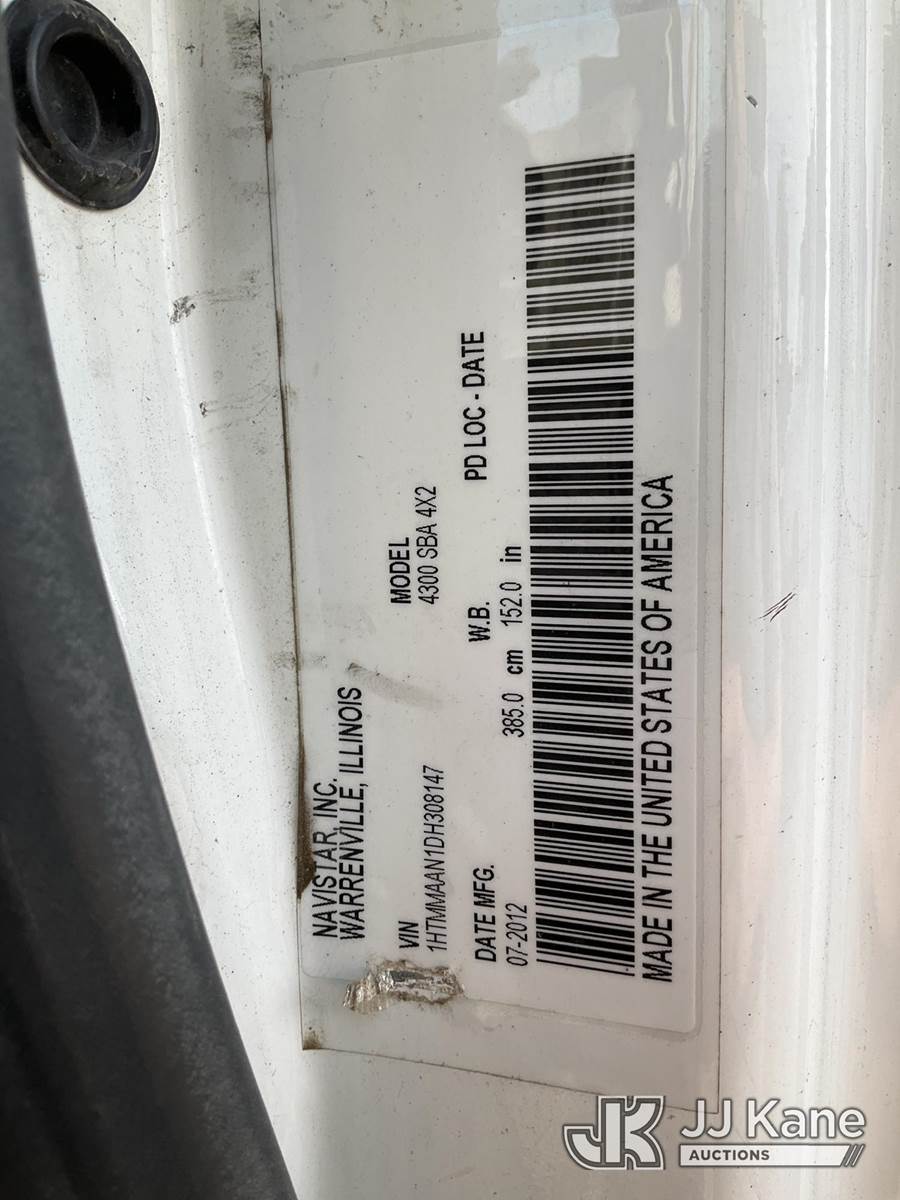 NAVISTAR, INC.
WARRENVILLE, ILLINOIS
VIN
1HTMMAAN1DH308147
MODEL
4300 SBA 4X2
DATE MFG.
07-2012
W.B.
385.0 cm 152.0 in
PD LOC - DATE
MADE IN THE UNITED STATES OF AMERICA
JK JJ Kane
AUCTIONS